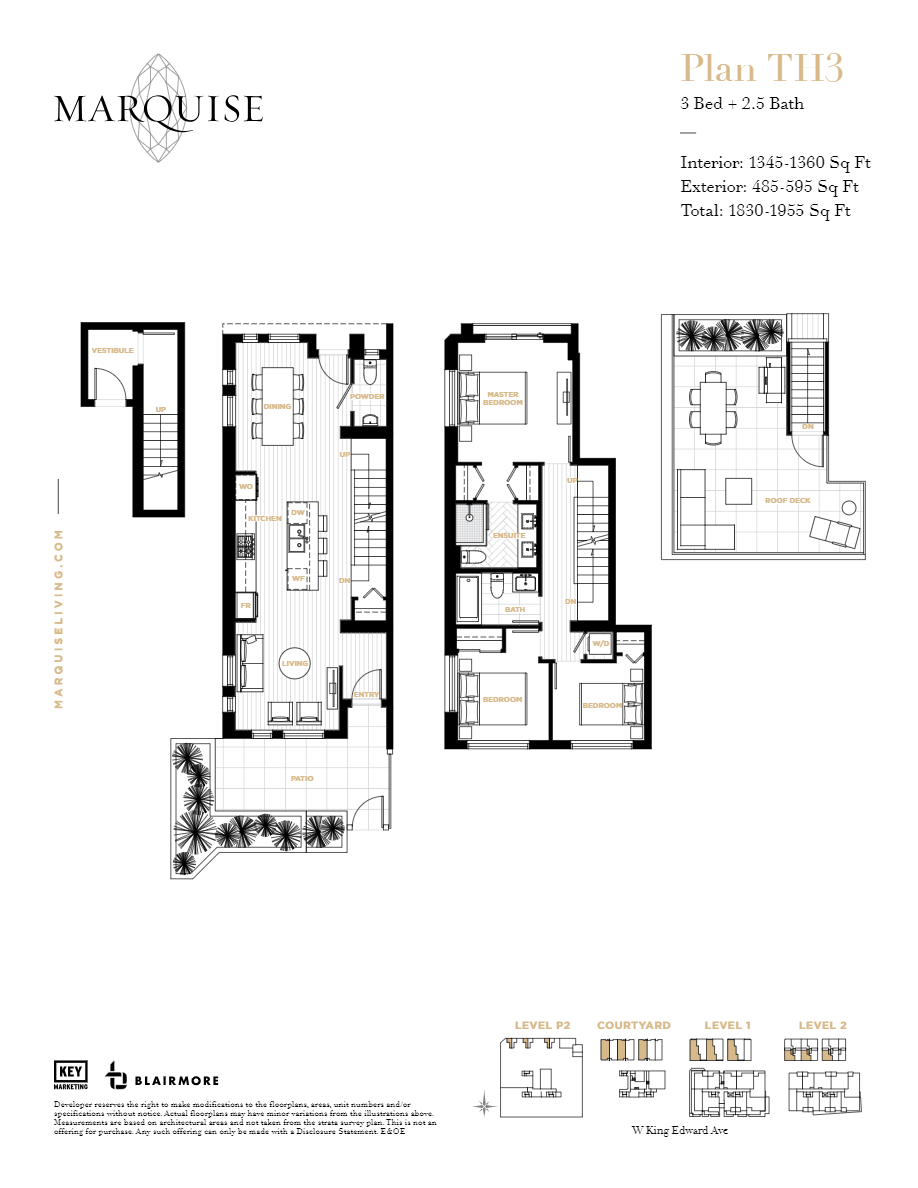 MARQUISE
Plan TH3
3 Bed + 2.5 Bath
—
Interior: 1345-1360 Sq Ft
Exterior: 485-595 Sq Ft
Total: 1830-1955 Sq Ft
VESTIBULE
UP
DINING
POWDER
UP
WO
KITCHEN
DW
WF
DN
FR
LIVING
ENTRY
PATIO
MASTER
BEDROOM
UP
ENSUITE
DN
BATH
W/D
BEDROOM
BEDROOM
DN
ROOF DECK
MARQUISELIVING.COM
LEVEL P2
COURTYARD
LEVEL 1
LEVEL 2
W King Edward Ave
KEY
MARKETING
BLAIRMORE
Developer reserves the right to make modifications to the floorplans, areas, unit numbers and/or
specifications without notice. Actual floorplans may have minor variations from the illustrations above.
Measurements are based on architectural areas and not taken from the strata survey plan. This is not an
offering for purchase. Any such offering can only be made with a Disclosure Statement. E&OE